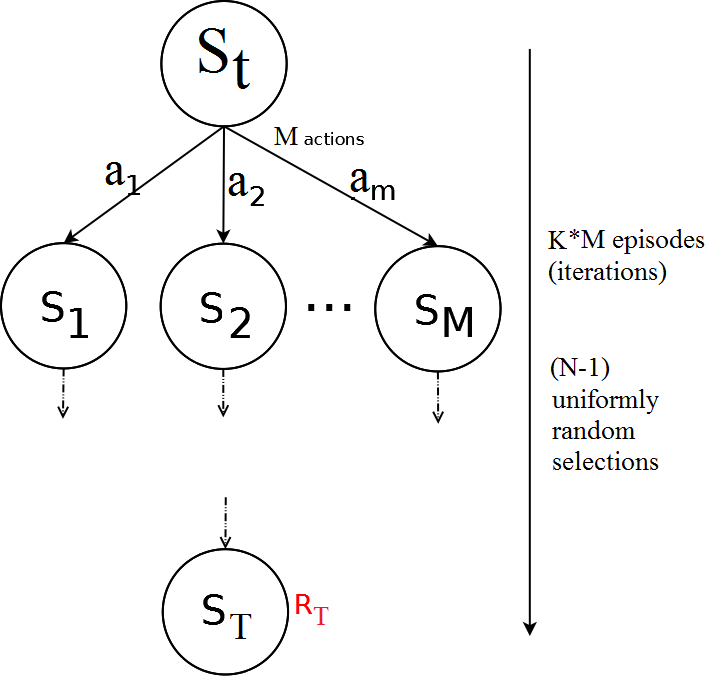 St
M actions
a1
a2
am
K*M episodes
(iterations)
S1
S2
...
SM
(N-1)
uniformly
random
selections
ST
RT